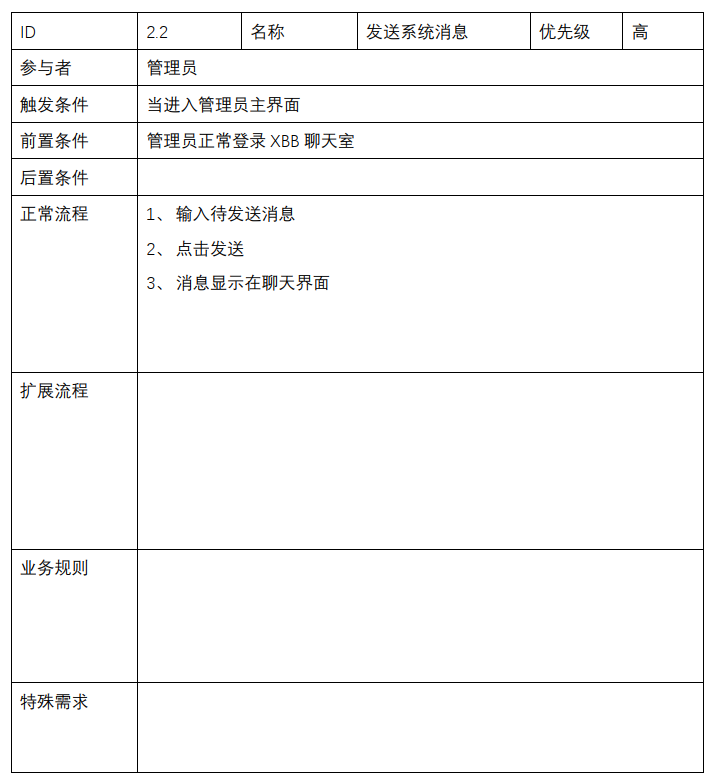 ID 2.2 名称 发送系统消息 优先级 高
参与者 管理员
触发条件 当进入管理员主界面
前置条件 管理员正常登录 XBB 聊天室
后置条件
正常流程 1、 输入待发送消息
2、 点击发送
3、 消息显示在聊天界面
扩展流程
业务规则
特殊需求